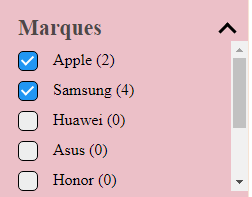 Marques
Apple (2)
Samsung (4)
Huawei (0)
Asus (0)
Honor (0)